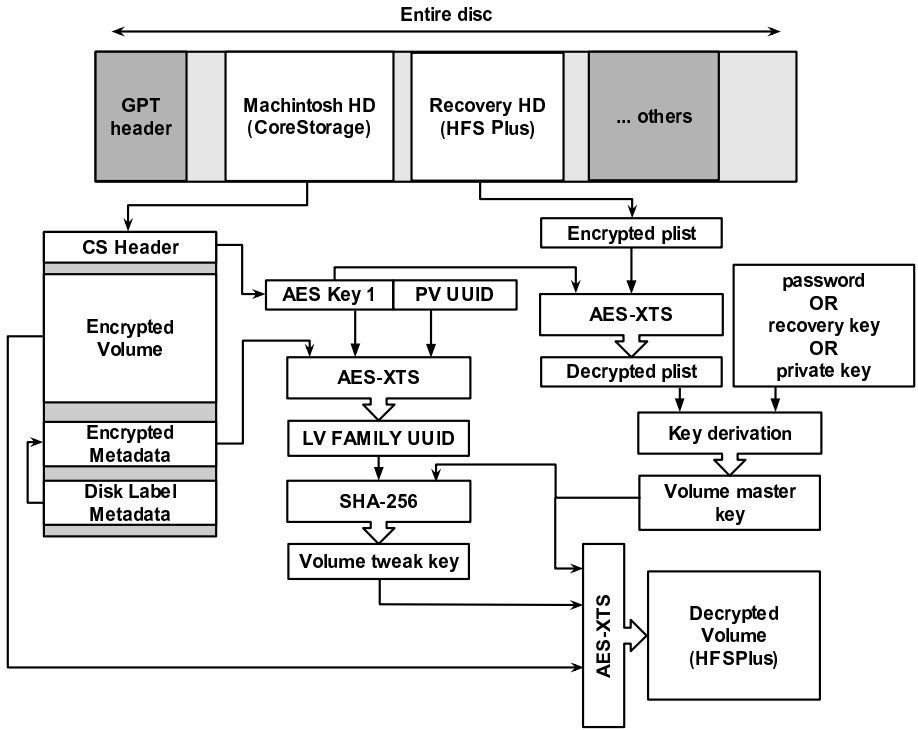 Entire disc
GPT
header
Machintosh HD
(CoreStorage)
Recovery HD
(HFS Plus)
... others
CS Header
Encrypted
Volume
Encrypted
Metadata
Disk Label
Metadata
AES Key 1
PV UUID
AES-XTS
LV FAMILY UUID
SHA-256
Volume tweak key
Encrypted plist
AES-XTS
Decrypted plist
password
OR
recovery key
OR
private key
Key derivation
Volume master
key
AES-XTS
Decrypted
Volume
(HFSPlus)